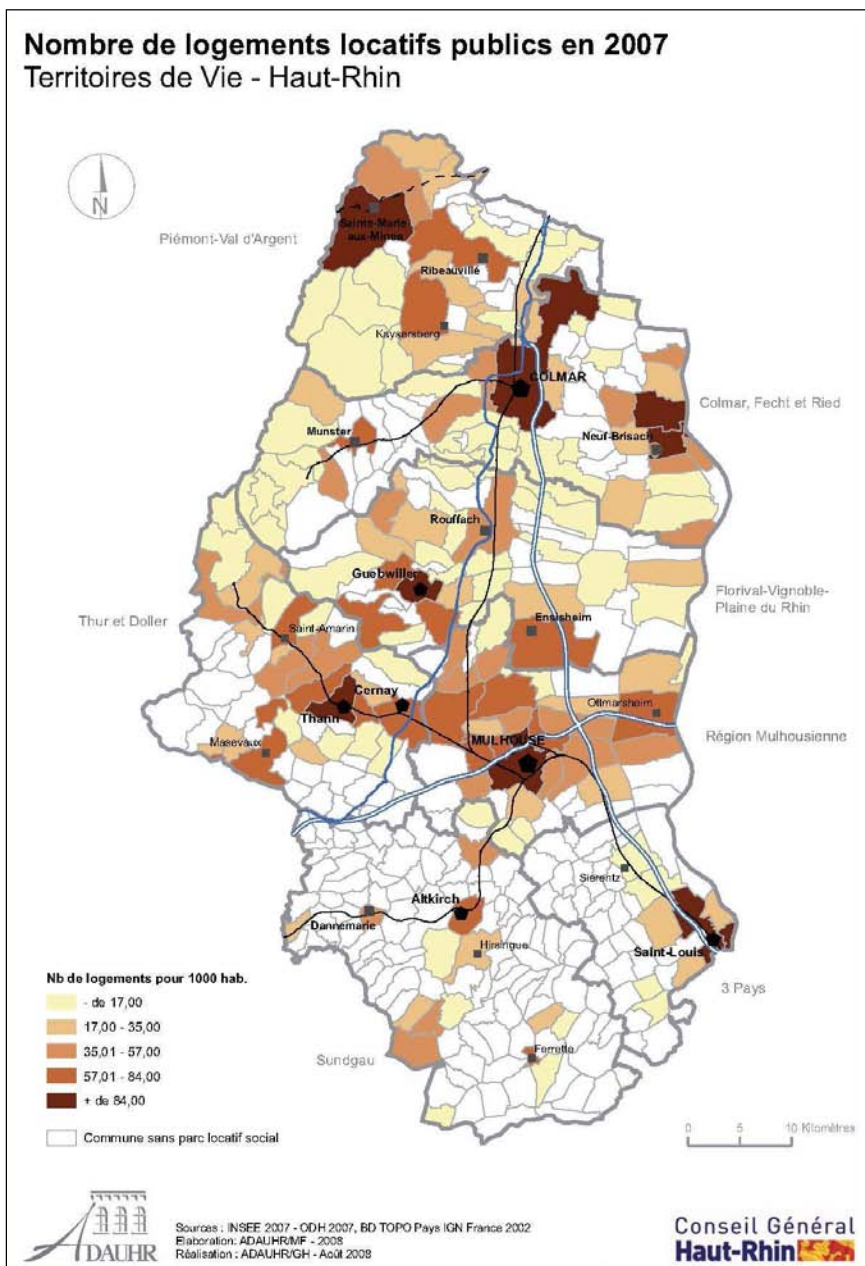 Nombre de logements locatifs publics en 2007
Territoires de Vie - Haut-Rhin
N
Piémont-Val d'Argent
Sainte-Marie
aux-Mines
Ribeauvillé
Kaysersberg
COLMAR
Colmar, Fecht et Ried
Munster
Neuf-Brisach
Rouffach
Guebwiller
Florival-Vignoble-
Plaine du Rhin
Thur et Doller
Saint-Amarin
Ensisheim
Cernay
Thann
Ottmarsheim
MULHOUSE
Région Mulhousienne
Masevaux
Sierentz
Altkirch
Dannemarie
Hirsingue
Saint-Louis
3 Pays
Sundgau
Ferrette
Nb de logements pour 1000 hab.
- de 17,00
17,00 - 35,00
35,01 - 57,00
57,01 - 84,00
+ de 84,00
Commune sans parc locatif social
0 5 10 Kilomètres
ADAUHR
Sources : INSEE 2007 - ODH 2007, BD TOPO Pays IGN France 2002
Elaboration: ADAUHR/MF - 2008
Réalisation : ADAUHR/GH - Août 2008
Conseil Général
Haut-Rhin